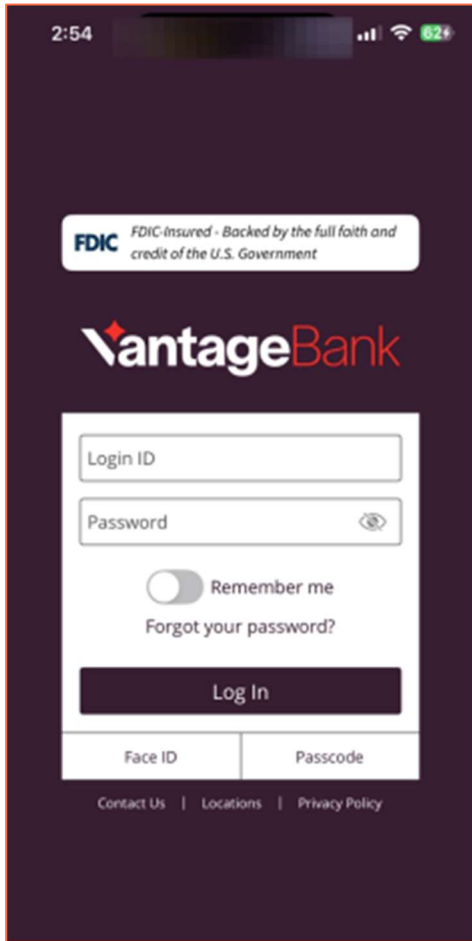 2:54
62
FDIC FDIC-Insured - Backed by the full faith and
credit of the U.S. Government
VantageBank
Login ID
Password
Remember me
Forgot your password?
Log In
Face ID
Passcode
Contact Us | Locations | Privacy Policy